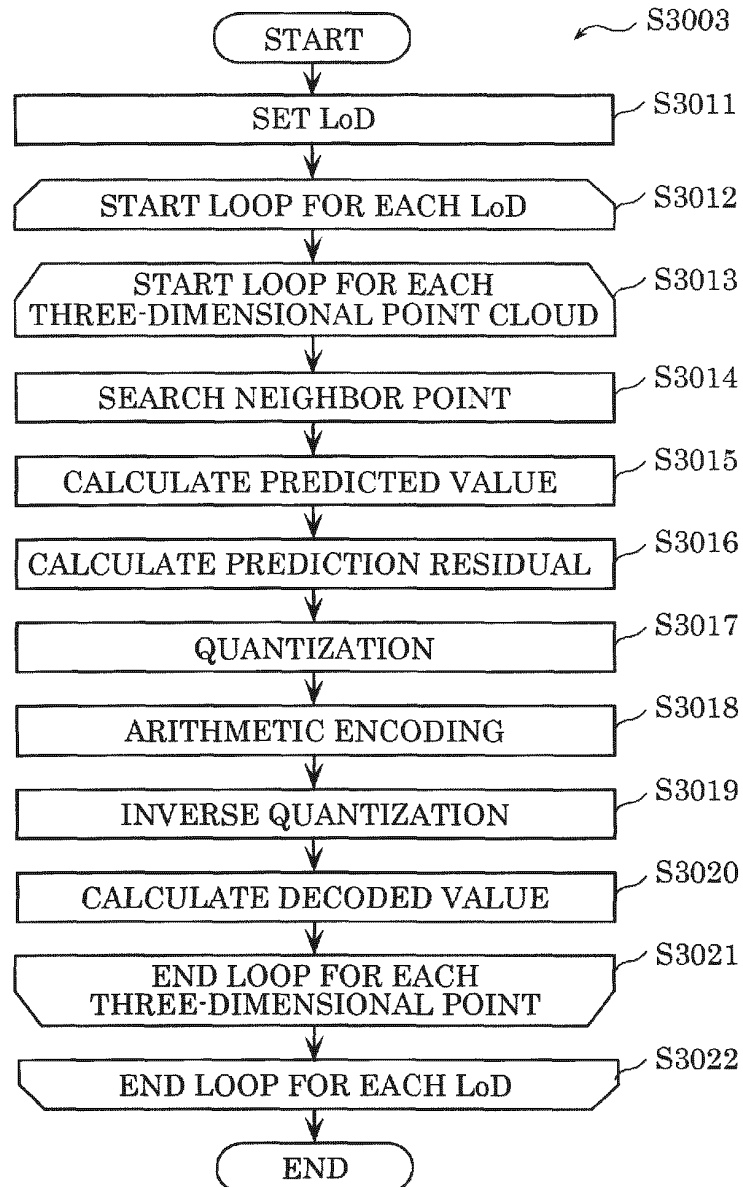 S3003
START
SET LoD
S3011
START LOOP FOR EACH LoD
S3012
START LOOP FOR EACH
THREE-DIMENSIONAL POINT CLOUD
S3013
SEARCH NEIGHBOR POINT
S3014
CALCULATE PREDICTED VALUE
S3015
CALCULATE PREDICTION RESIDUAL
S3016
QUANTIZATION
S3017
ARITHMETIC ENCODING
S3018
INVERSE QUANTIZATION
S3019
CALCULATE DECODED VALUE
S3020
END LOOP FOR EACH
THREE-DIMENSIONAL POINT
S3021
END LOOP FOR EACH LoD
S3022
END